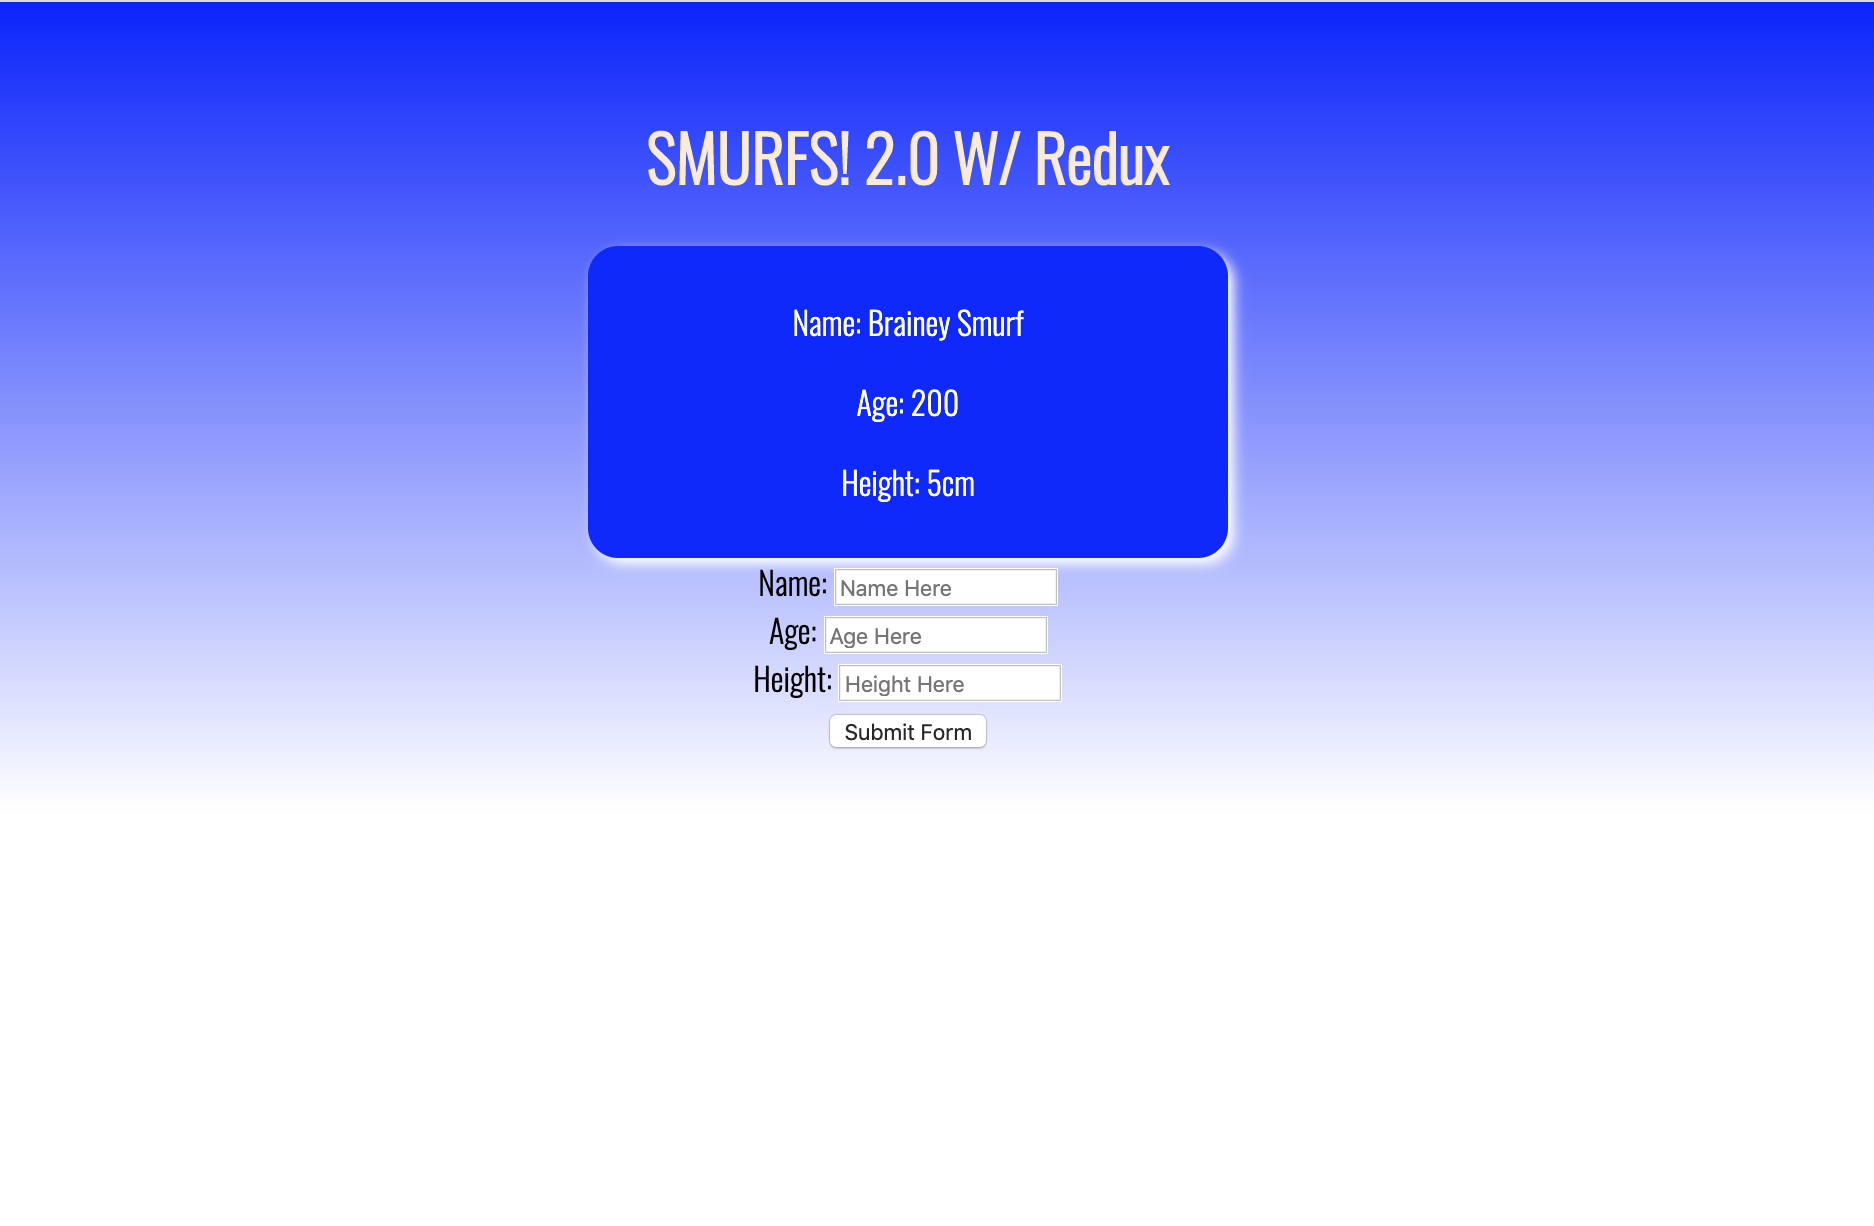 SMURFS! 2.0 W/ Redux
Name: Brainey Smurf
Age: 200
Height: 5cm
Name: Name Here
Age: Age Here
Height: Height Here
Submit Form